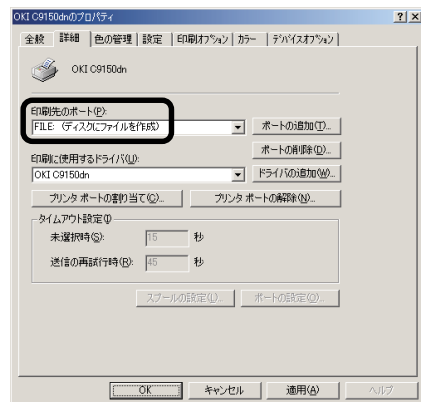 OKI C9150dnのプロパティ
全般 詳細 色の管理 設定 印刷オプション カラー デバイスオプション
OKI C9150dn
印刷先のポート(P):
FILE: (ディスクにファイルを作成) ポートの追加(T)...
ポートの削除(D)...
印刷に使用するドライバ(U):
OKI C9150dn ドライバの追加(W)...
プリンタ ポートの割り当て(C)... プリンタ ポートの解除(N)...
タイムアウト設定
未選択時(S): 15 秒
送信の再試行時(R): 45 秒
スプールの設定(L)... ポートの設定(O)...
OK キャンセル 適用(A) ヘルプ